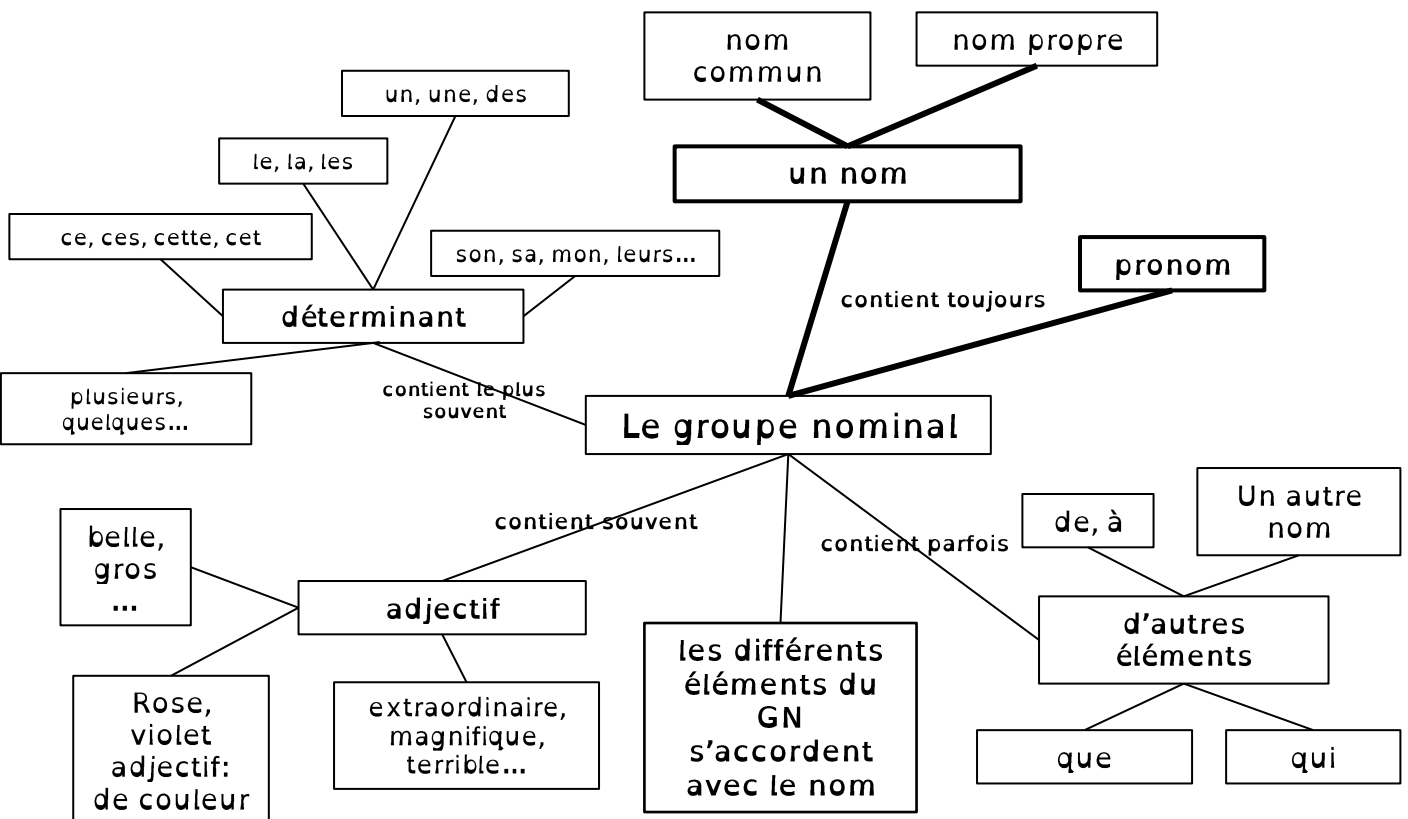 nom
commun
nom propre
un, une, des
le, la, les
un nom
ce, ces, cette, cet
son, sa, mon, leurs...
pronom
contient toujours
déterminant
plusieurs,
quelques...
contient le plus
souvent
Le groupe nominal
contient souvent
contient parfois
de, à
Un autre
nom
belle,
gros
...
adjectif
d’autres
éléments
les différents
éléments du
GN
s’accordent
avec le nom
Rose,
violet
adjectif:
de couleur
extraordinaire,
magnifique,
terrible...
que
qui